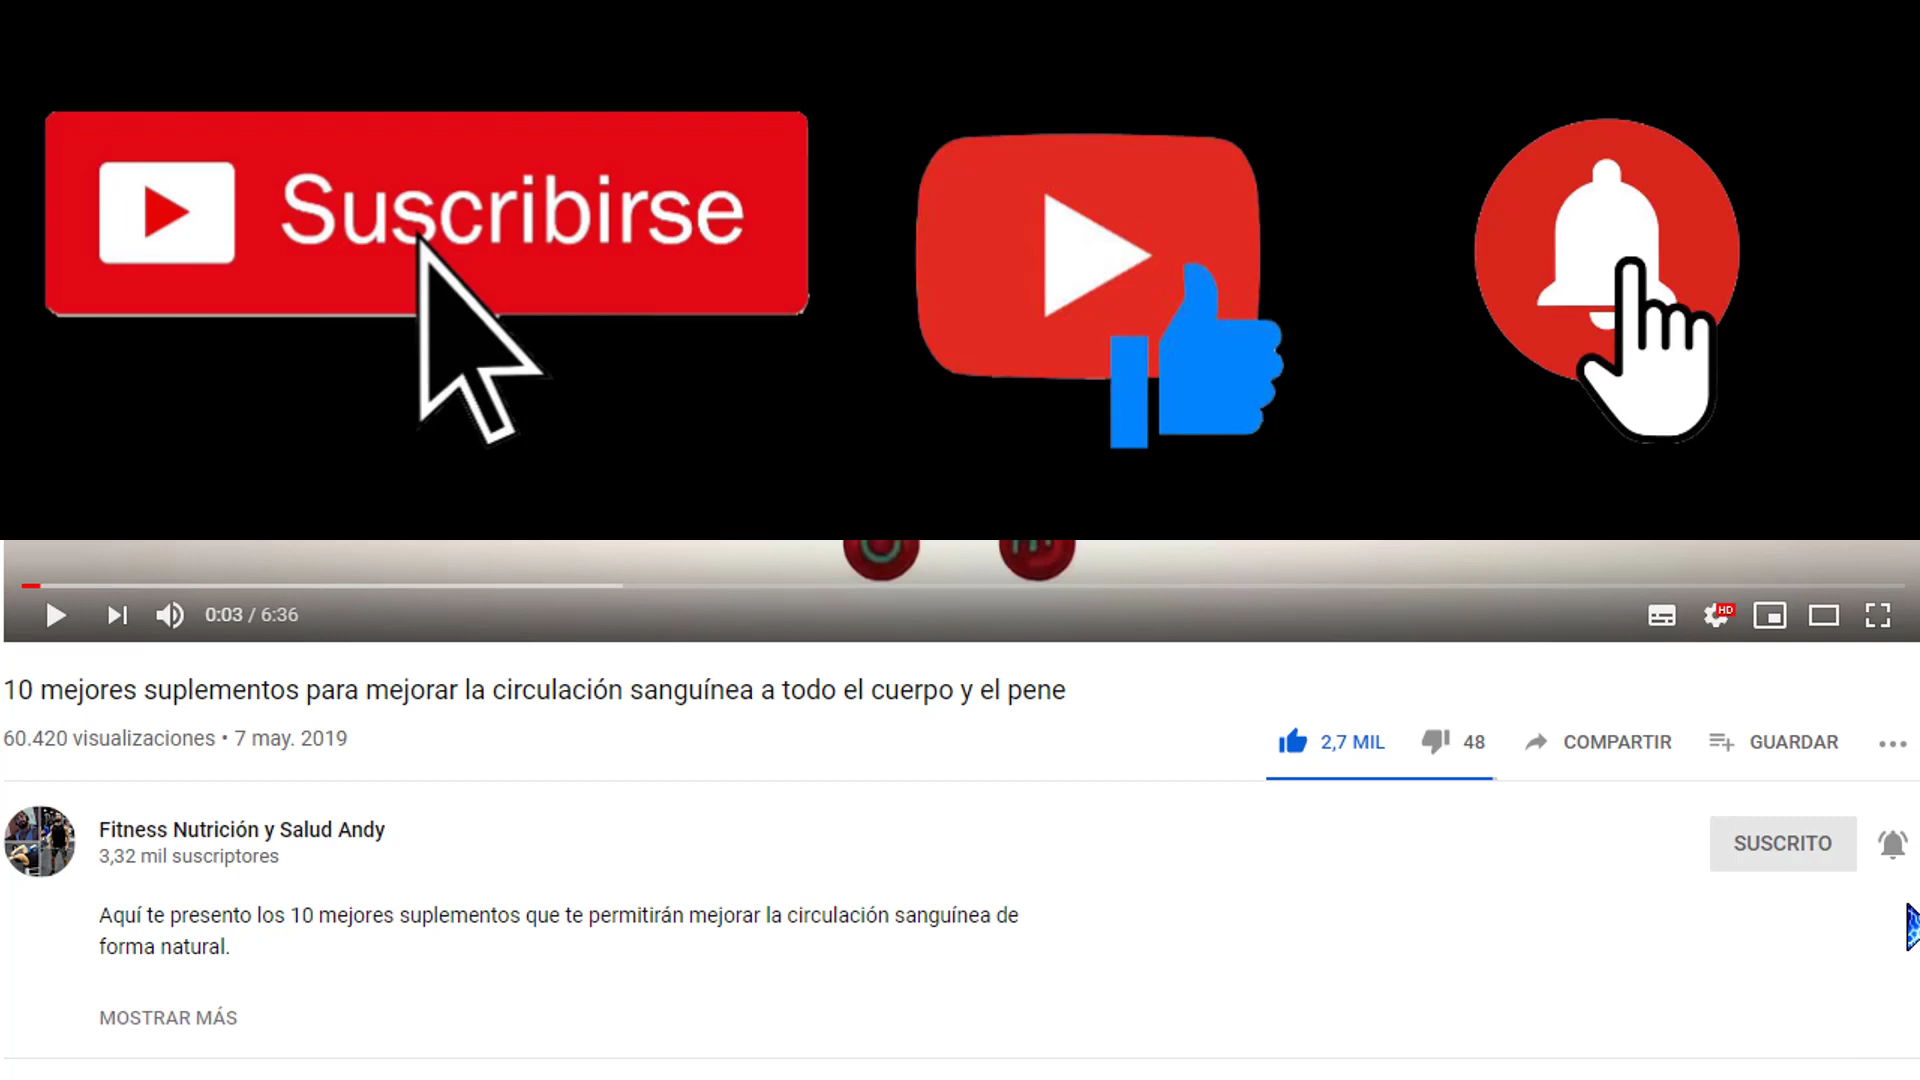 Suscribirse
0:03 / 6:36
HD
10 mejores suplementos para mejorar la circulación sanguínea a todo el cuerpo y el pene
60.420 visualizaciones • 7 may. 2019
2,7 MIL
48
COMPARTIR
GUARDAR
Fitness Nutrición y Salud Andy
3,32 mil suscriptores
SUSCRITO
Aquí te presento los 10 mejores suplementos que te permitirán mejorar la circulación sanguínea de
forma natural.
MOSTRAR MÁS